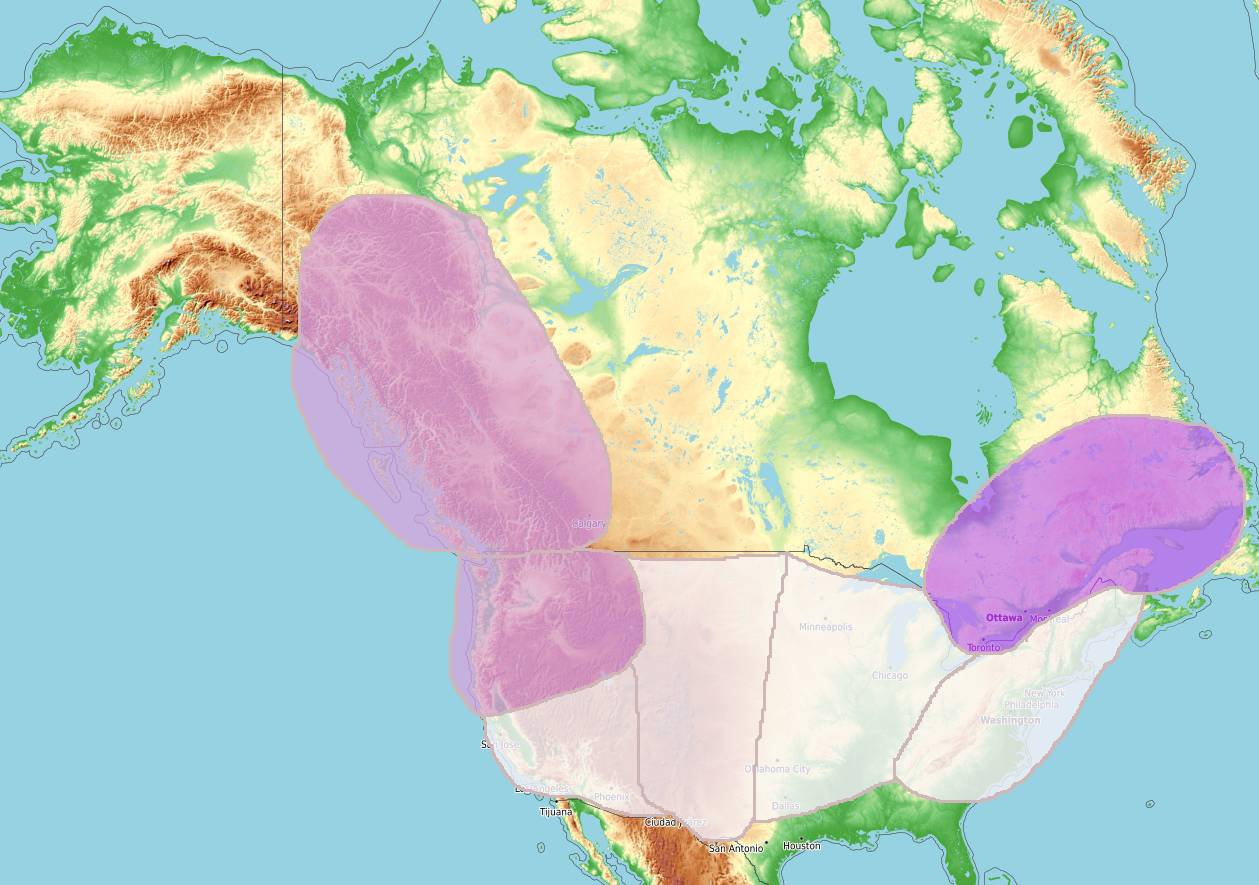 Calgary
Ottawa
Montreal
Toronto
Minneapolis
Chicago
New York
Philadelphia
Washington
San Jose
Oklahoma City
Los Angeles
Phoenix
Dallas
Tijuana
Ciudad Juárez
San Antonio
Houston